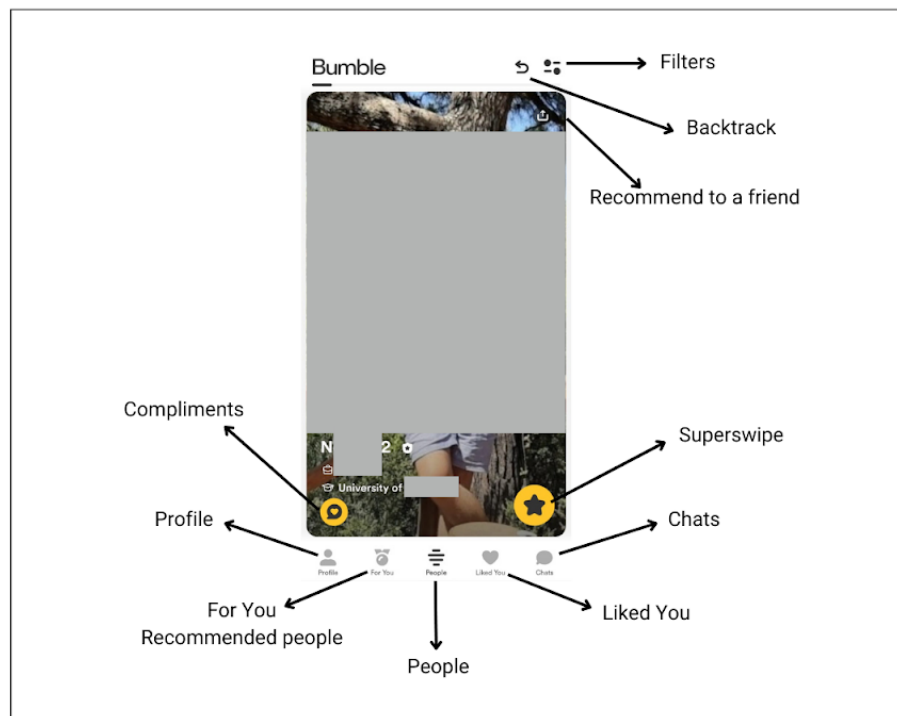 Bumble
Filters
Backtrack
Recommend to a friend
Compliments
N 2
University of
Superswipe
Profile
Chats
Profile
For You
People
Liked You
Chats
For You
Recommended people
Liked You
People